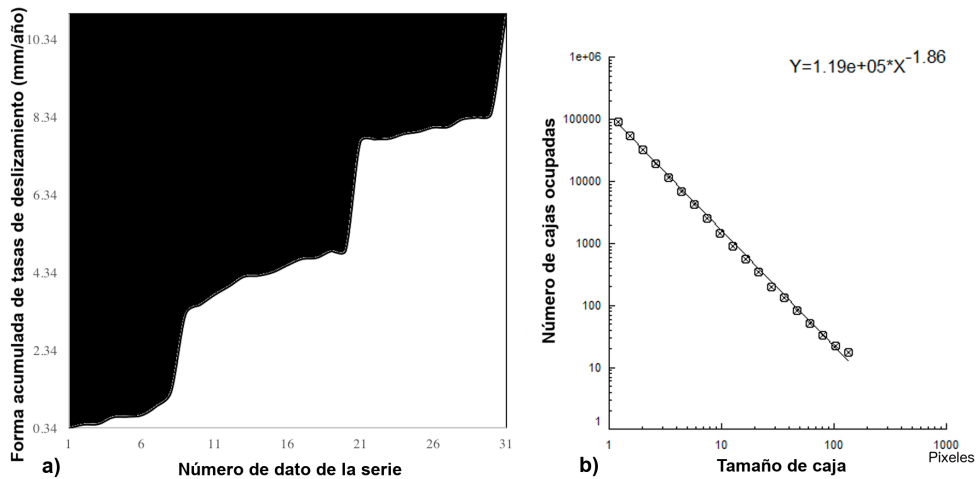 Forma acumulada de tasas de deslizamiento (mm/año)
10.34
8.34
6.34
4.34
2.34
0.34
1
6
11
16
21
26
31
a)
Número de dato de la serie
Y=1.19e+05*X-1.86
Número de cajas ocupadas
1e+06
100000
10000
1000
100
10
1
1
10
100
1000
Pixeles
b)
Tamaño de caja